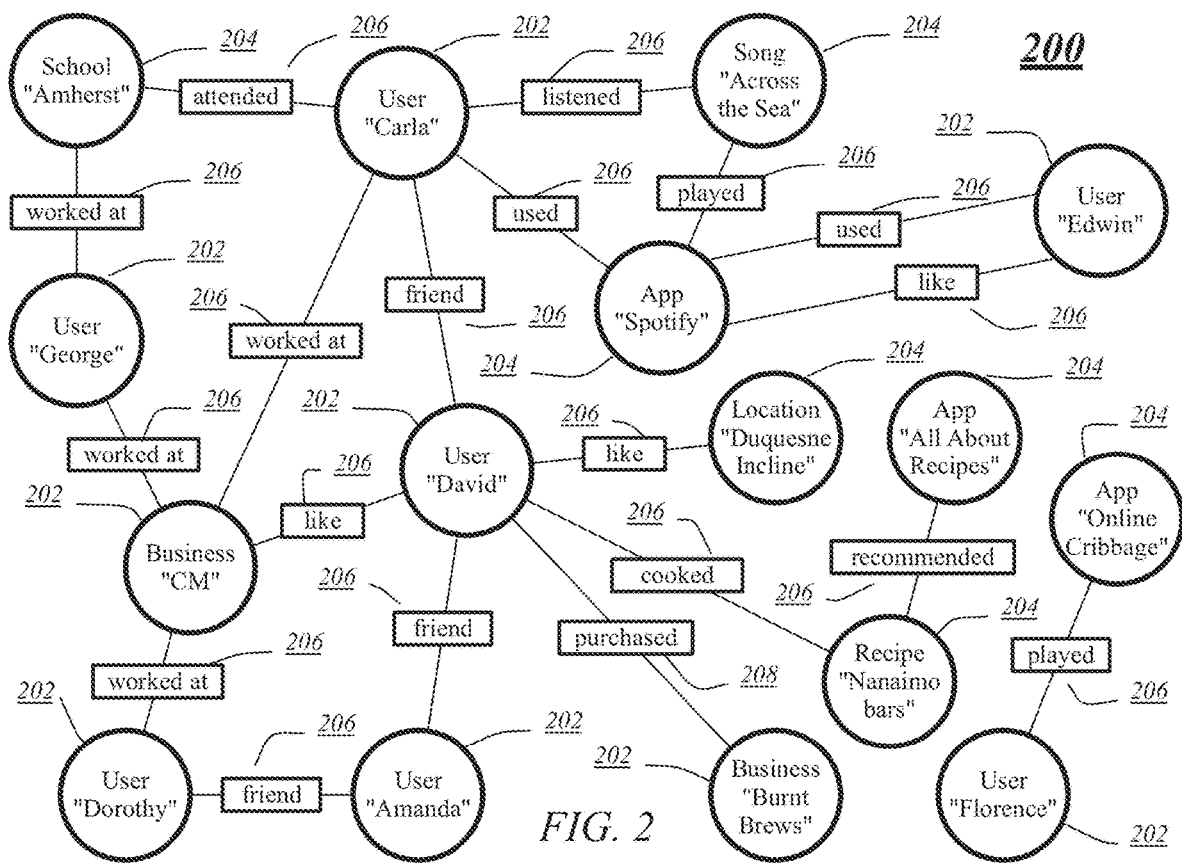 204
206
202
206
204
200
School
"Amherst"
attended
User
"Carla"
listened
Song
"Across
the Sea"
202
206
worked at
206
used
played
206
206
used
User
"Edwin"
202
friend
206
App
"Spotify"
like
206
User
"George"
206
worked at
204
204
204
206
worked at
202
206
Location
"Duquesne
Incline"
App
"All About
Recipes"
204
like
User
"David"
202
206
like
206
App
"Online
Cribbage"
Business
"CM"
cooked
recommended
206
206
friend
purchased
204
206
worked at
208
Recipe
"Nanaimo
bars"
played
206
202
206
202
202
User
"Dorothy"
friend
User
"Amanda"
Business
"Burnt
Brews"
User
"Florence"
FIG. 2
202